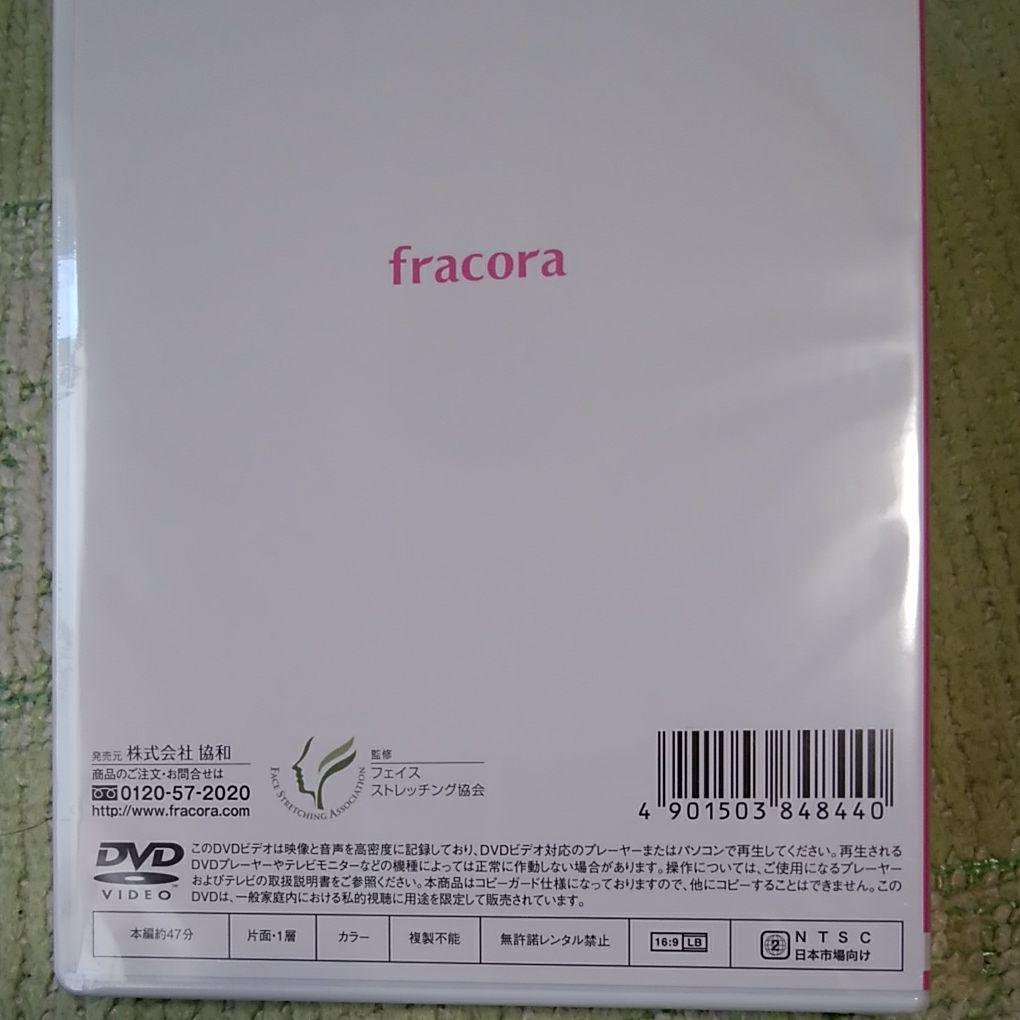 fracora
発売元 株式会社 協和
商品のご注文・お問合せは
0120-57-2020
http://www.fracora.com
FACE STRETCHING ASSOCIATION
監修
フェイス
ストレッチング協会
4 901503 848440
DVD
VIDEO
このDVDビデオは映像と音声を高密度に記録しており、DVDビデオ対応のプレーヤーまたはパソコンで再生してください。再生される
DVDプレーヤーやテレビモニターなどの機種によっては正常に作動しない場合があります。操作については、ご使用になるプレーヤー
およびテレビの取扱説明書をご参照ください。本商品はコピーガード仕様になっておりますので、他にコピーすることはできません。この
DVDは、一般家庭内における私的視聴に用途を限定して販売されています。
本編約47分 片面・1層 カラー 複製不能 無許諾レンタル禁止 16:9 LB 2 NTSC
日本市場向け